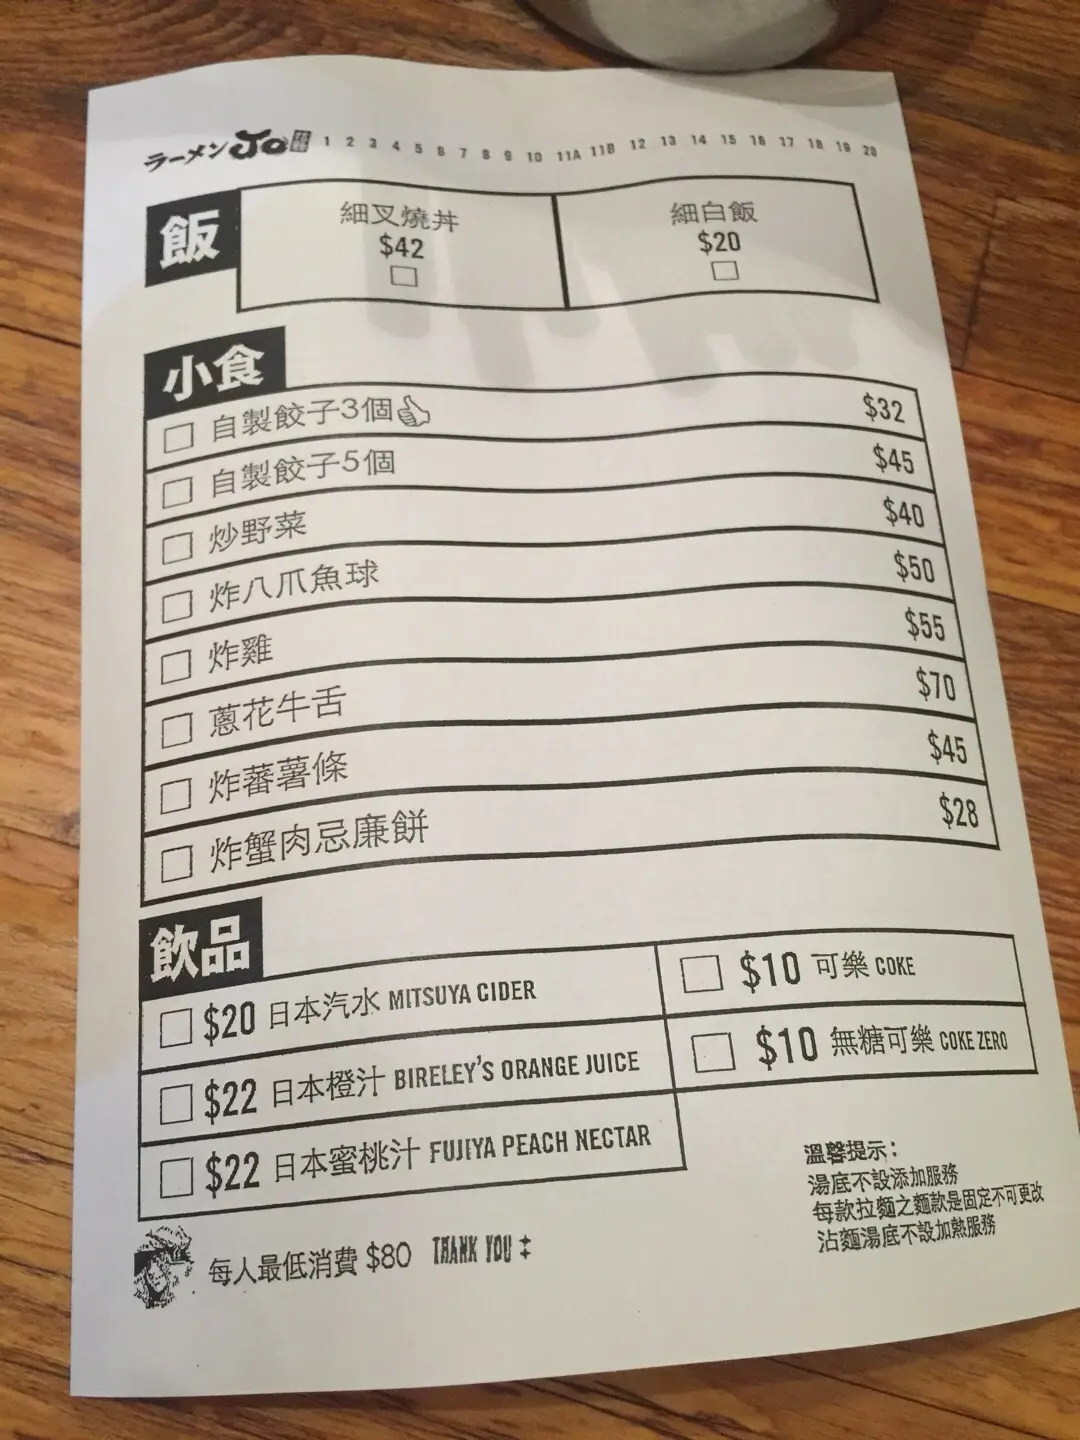 ラーメン Jo 1 2 3 4 5 6 7 8 9 10 11A 11B 12 13 14 15 16 17 18 19 20
飯
細叉燒丼
$42
細白飯
$20
小食
自製餃子3個 $32
自製餃子5個 $45
炒野菜 $40
炸八爪魚球 $50
炸雞 $55
蔥花牛舌 $70
炸蕃薯條 $45
炸蟹肉忌廉餅 $28
飲品
$20 日本汽水 MITSUYA CIDER
$10 可樂 COKE
$22 日本橙汁 BIRELEY'S ORANGE JUICE
$10 無糖可樂 COKE ZERO
$22 日本蜜桃汁 FUJIYA PEACH NECTAR
溫馨提示：
湯底不設添加服務
每款拉麵之麵款是固定不可更改
沾麵湯底不設加熱服務
每人最低消費 $80 THANK YOU